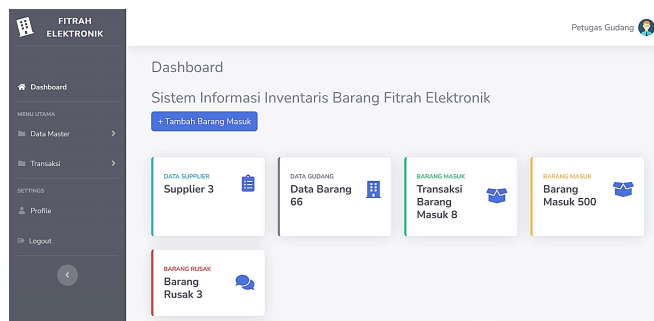 FITRAH
ELEKTRONIK
Petugas Gudang
Dashboard
MENU UTAMA
Data Master
Transaksi
SETTINGS
Profile
Logout
Dashboard
Sistem Informasi Inventaris Barang Fitrah Elektronik
+ Tambah Barang Masuk
DATA SUPPLIER
Supplier 3
DATA GUDANG
Data Barang
66
BARANG MASUK
Transaksi
Barang
Masuk 8
BARANG MASUK
Barang
Masuk 500
BARANG RUSAK
Barang
Rusak 3